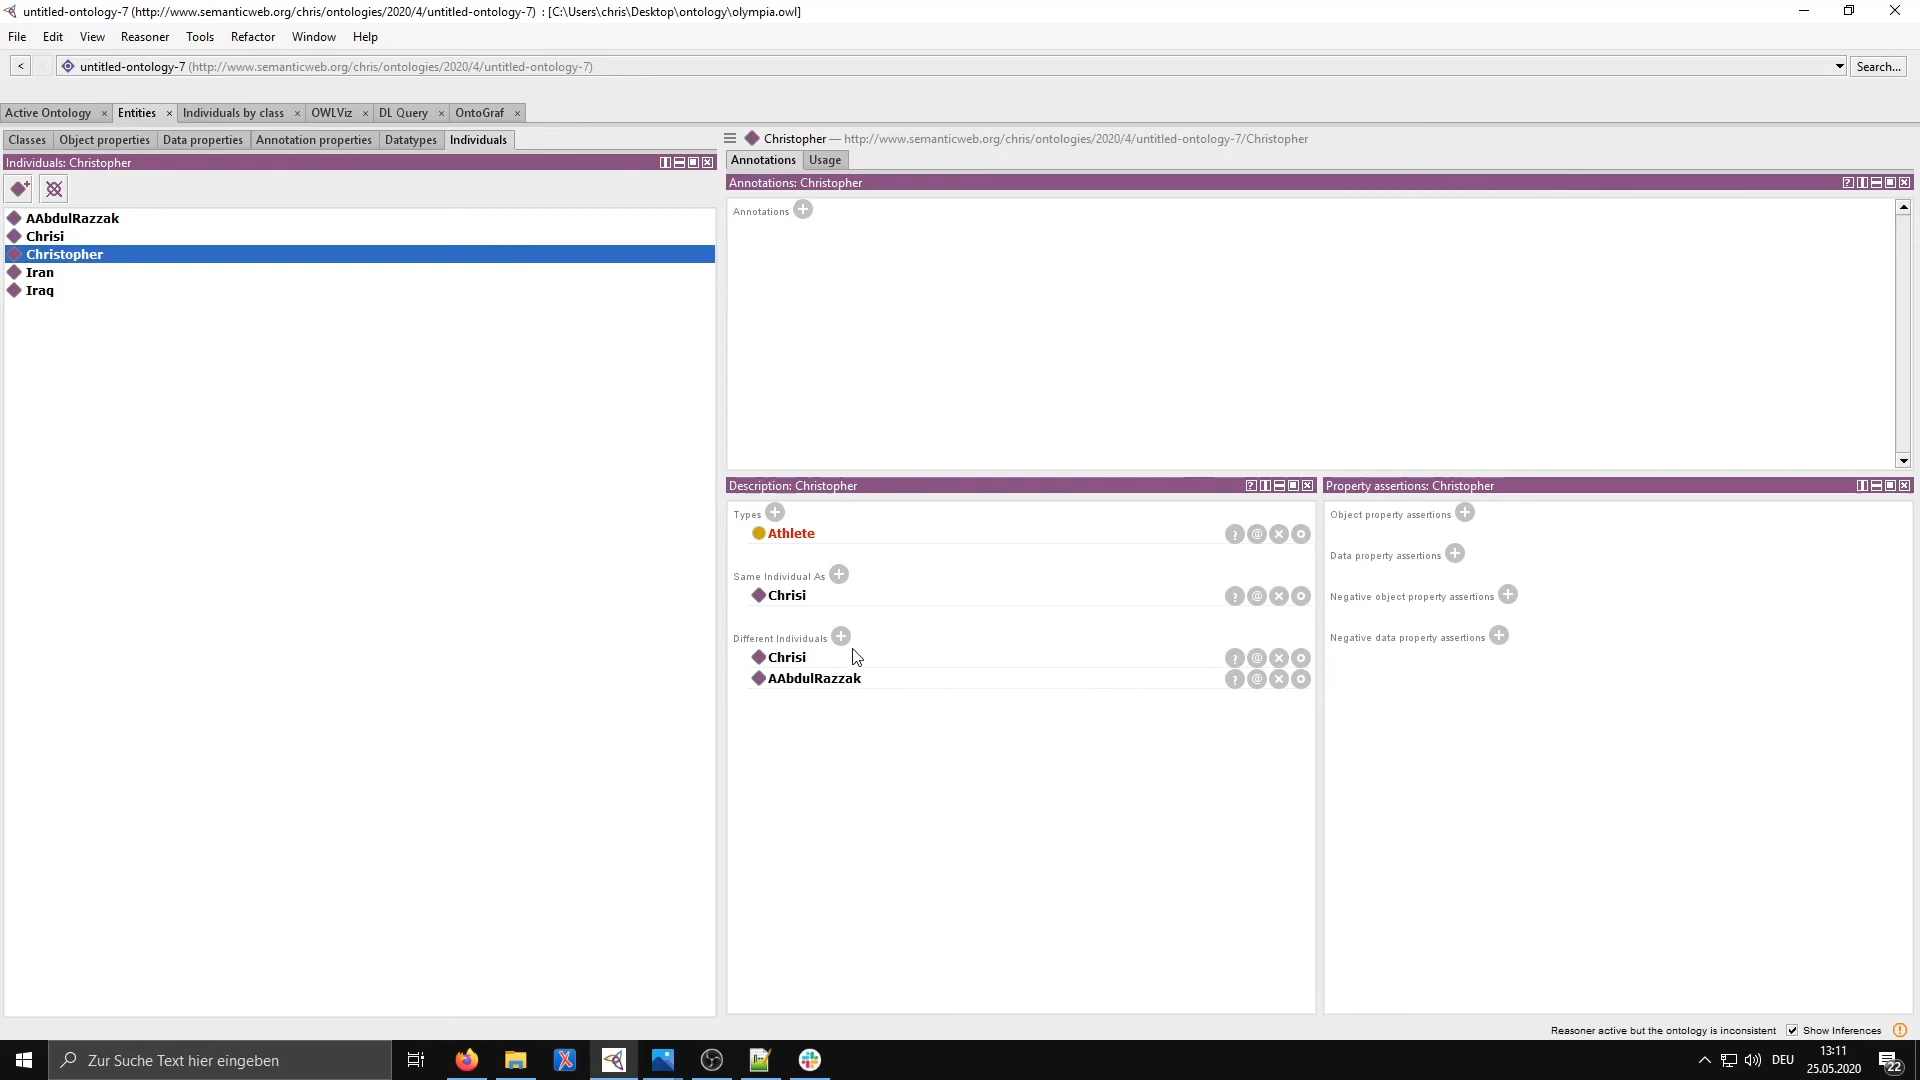 untitled-ontology-7 (http://www.semanticweb.org/chris/ontologies/2020/4/untitled-ontology-7) : [C:\Users\chris\Desktop\ontology\olympia.owl]
File Edit View Reasoner Tools Refactor Window Help
< untitled-ontology-7 (http://www.semanticweb.org/chris/ontologies/2020/4/untitled-ontology-7) Search...
Active Ontology × Entities × Individuals by class × OWLViz × DL Query × OntoGraf ×
Classes Object properties Data properties Annotation properties Datatypes Individuals
Individuals: Christopher
AAbdulRazzak
Chrisi
Christopher
Iran
Iraq
Christopher — http://www.semanticweb.org/chris/ontologies/2020/4/untitled-ontology-7/Christopher
Annotations Usage
Annotations: Christopher
Annotations
Description: Christopher
Types
Athlete
Same Individual As
Chrisi
Different Individuals
Chrisi
AAbdulRazzak
Property assertions: Christopher
Object property assertions
Data property assertions
Negative object property assertions
Negative data property assertions
Reasoner active but the ontology is inconsistent Show Inferences
Zur Suche Text hier eingeben
DEU
13:11
25.05.2020
22